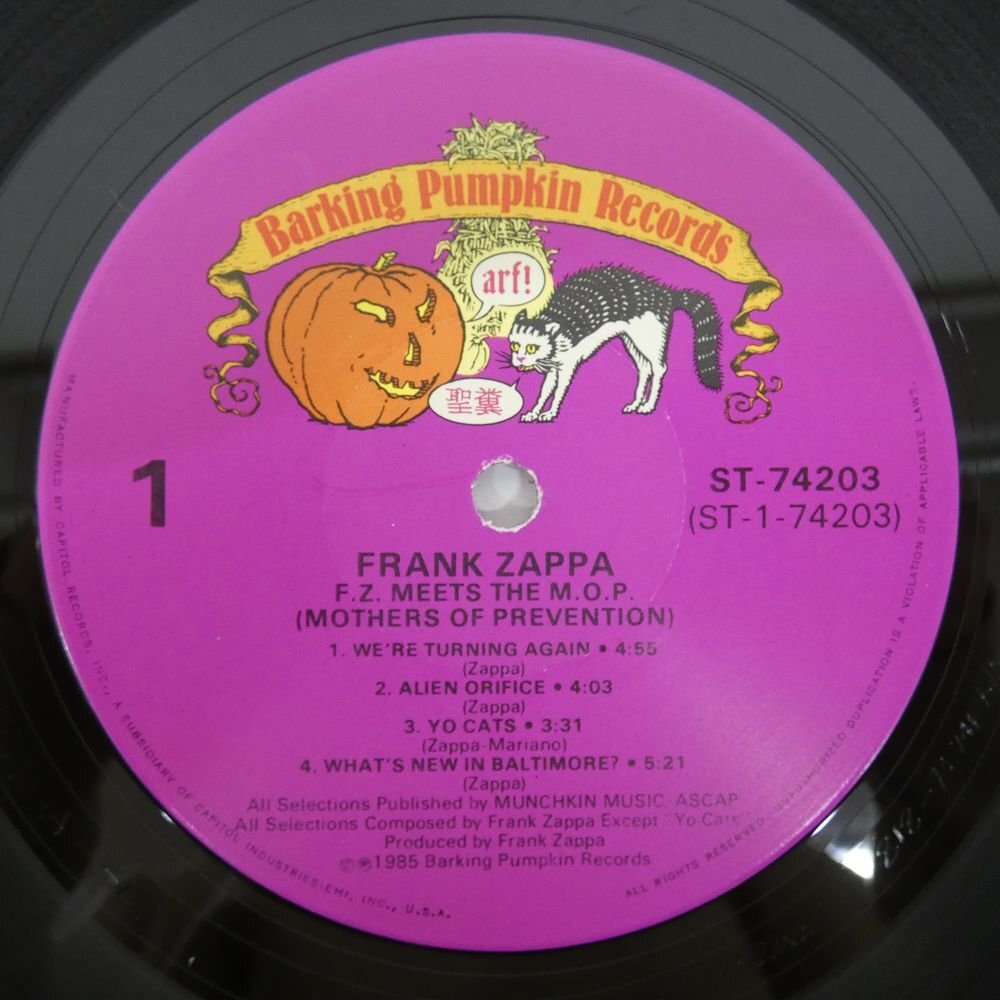 Barking Pumpkin Records
arf!
聖糞
1
ST-74203
(ST-1-74203)
FRANK ZAPPA
F.Z. MEETS THE M.O.P.
(MOTHERS OF PREVENTION)
1. WE'RE TURNING AGAIN • 4:55
(Zappa)
2. ALIEN ORIFICE • 4:03
(Zappa)
3. YO CATS • 3:31
(Zappa-Mariano)
4. WHAT'S NEW IN BALTIMORE? • 5:21
(Zappa)
All Selections Published by MUNCHKIN MUSIC, ASCAP
All Selections Composed by Frank Zappa Except "Yo Cats"
Produced by Frank Zappa
©℗1985 Barking Pumpkin Records
MANUFACTURED BY CAPITOL RECORDS, INC., A SUBSIDIARY OF CAPITOL INDUSTRIES-EMI, INC., U.S.A.
ALL RIGHTS RESERVED. UNAUTHORIZED DUPLICATION IS A VIOLATION OF APPLICABLE LAWS.